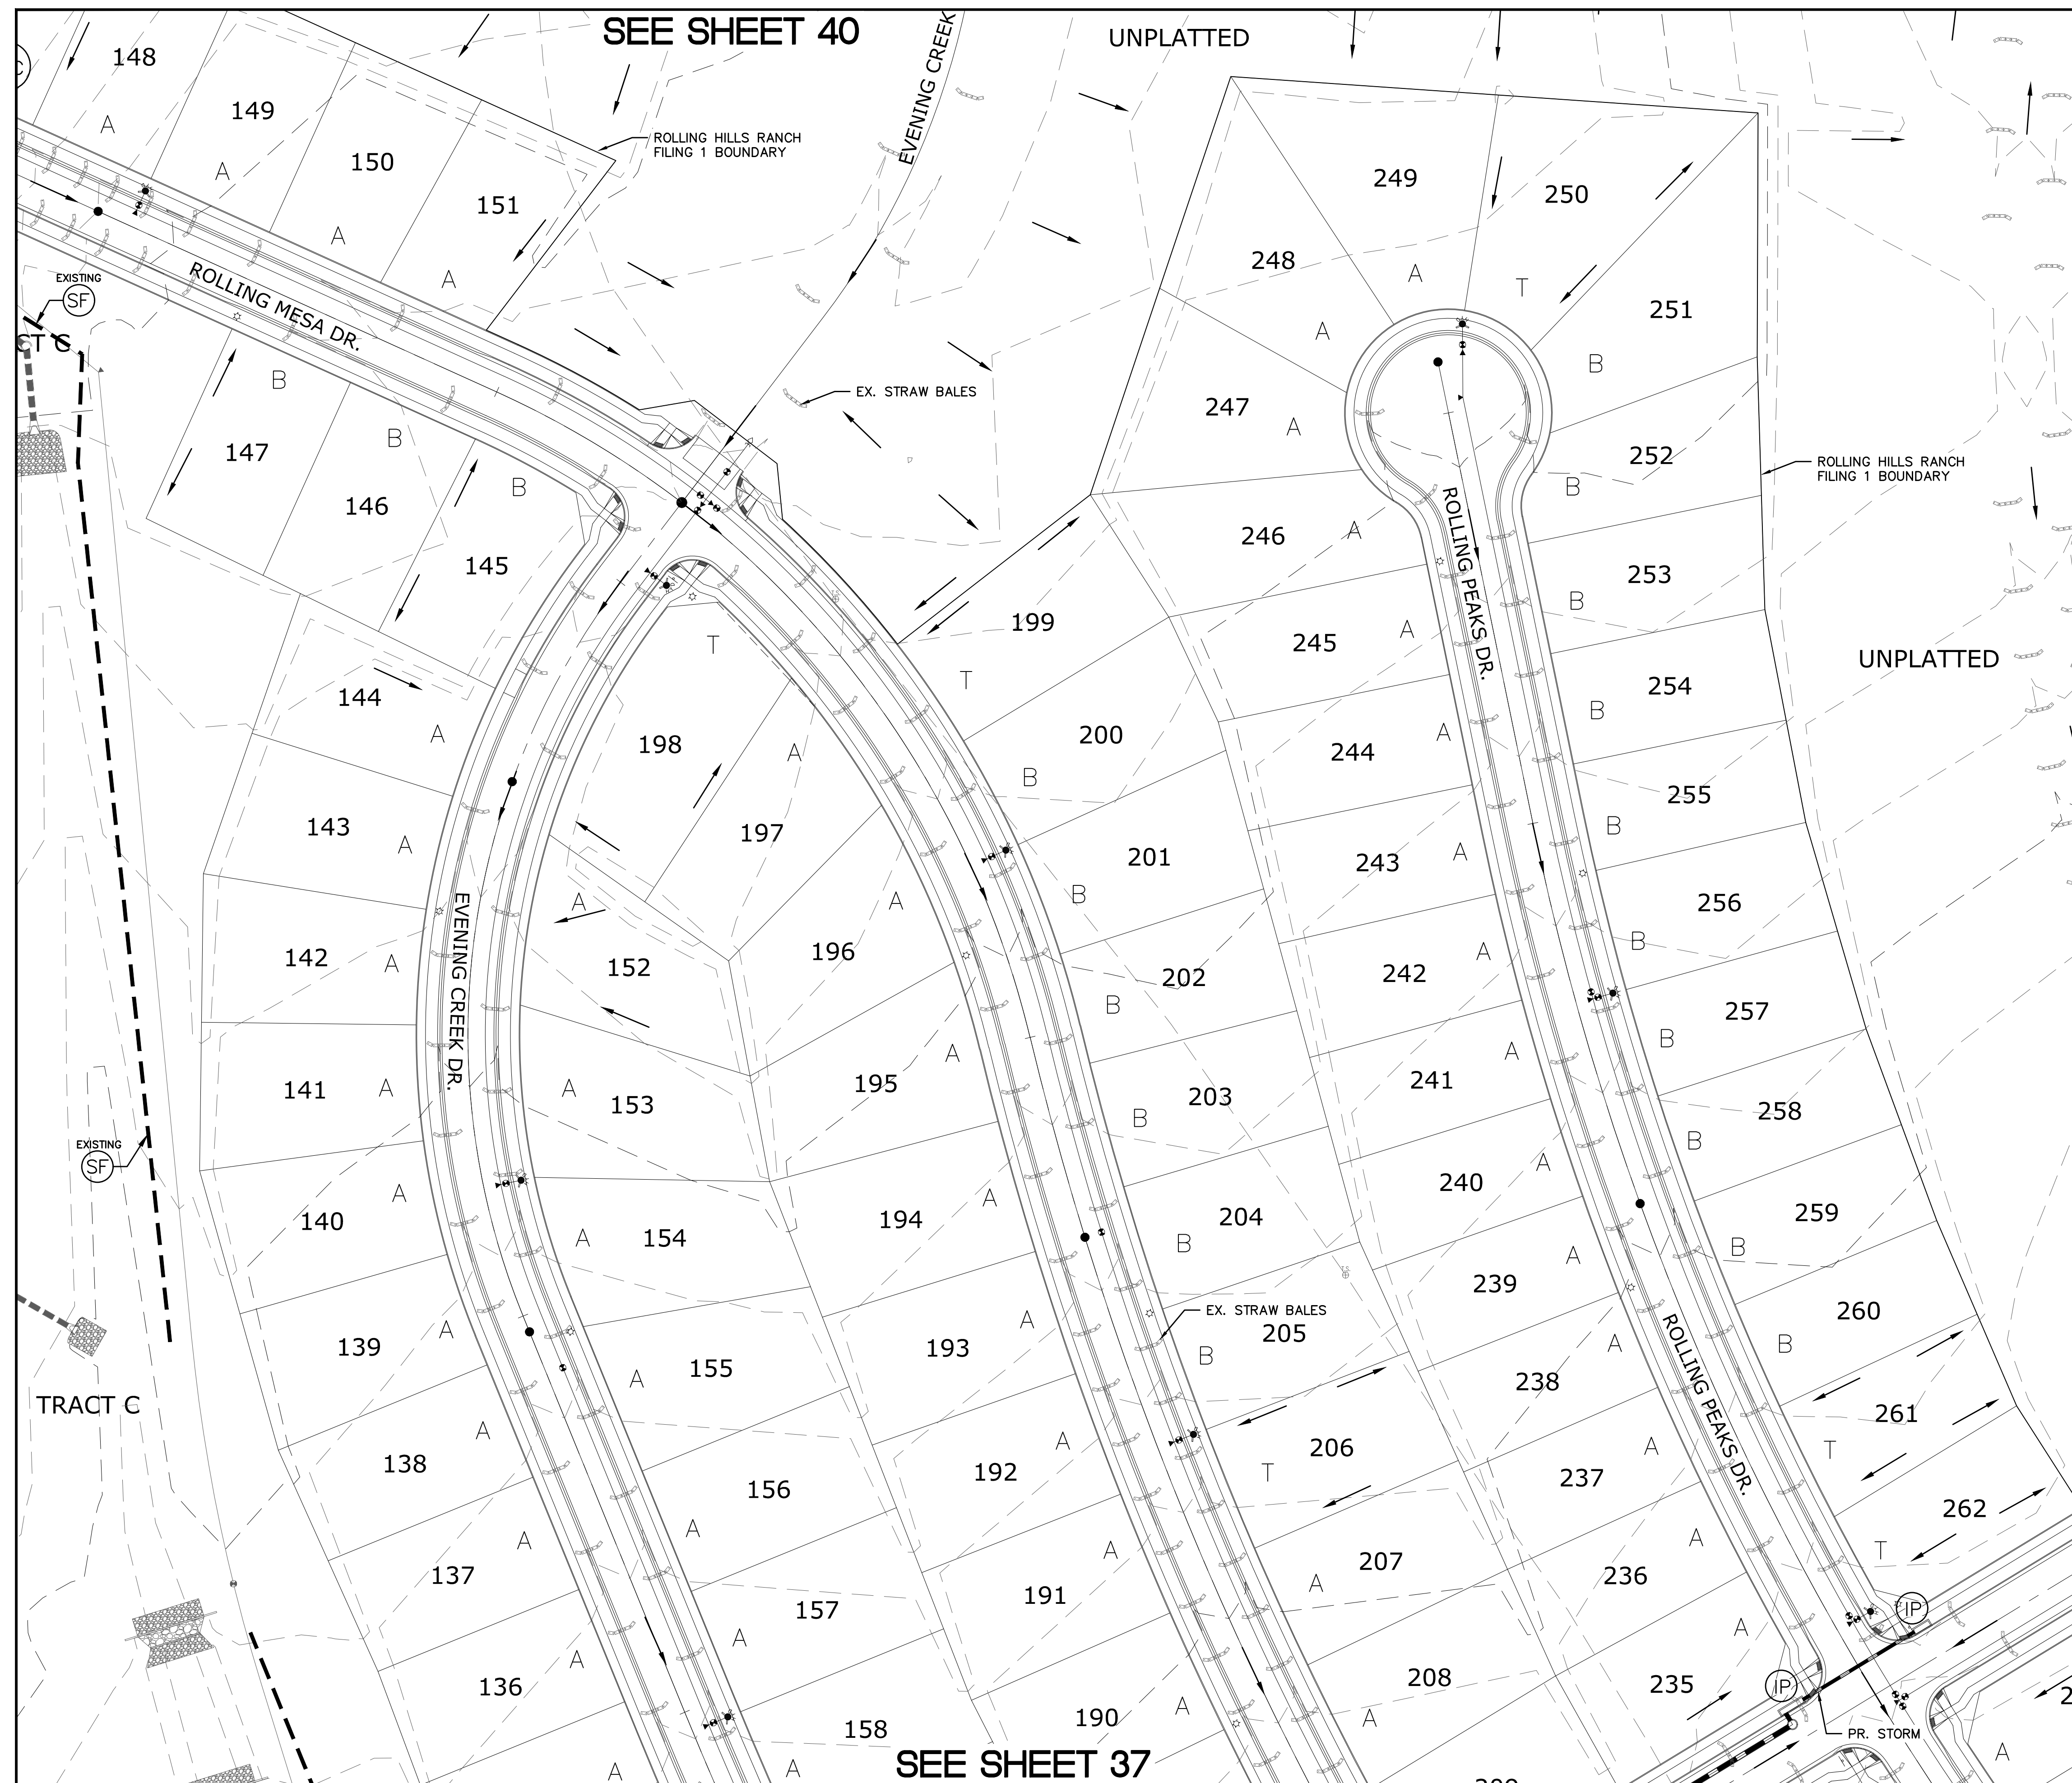 SEE SHEET 40
UNPLATTED
EVENING CREEK
148
149
150
151
A
A
A
A
ROLLING HILLS RANCH
FILING 1 BOUNDARY
ROLLING MESA DR.
EXISTING
SF
CT C
B
B
B
147
146
145
EX. STRAW BALES
249
250
248
251
247
252
246
253
245
254
244
255
243
256
242
257
241
258
240
259
239
260
238
261
237
262
236
235
A
T
A
B
A
B
A
B
A
B
A
B
A
B
A
B
A
B
A
B
A
B
A
T
A
T
A
A
ROLLING PEAKS DR.
ROLLING HILLS RANCH
FILING 1 BOUNDARY
UNPLATTED
199
T
200
B
201
B
202
B
203
B
204
B
205
B
206
T
207
A
208
A
EX. STRAW BALES
T
198
A
197
A
196
A
195
A
194
A
193
A
192
A
191
A
190
144
A
143
A
142
A
141
A
140
A
139
A
138
A
137
A
136
A
EVENING CREEK DR.
A
152
A
153
A
154
A
155
A
156
A
157
A
158
EXISTING
SF
TRACT C
ROLLING PEAKS DR.
IP
IP
PR. STORM
A
SEE SHEET 37